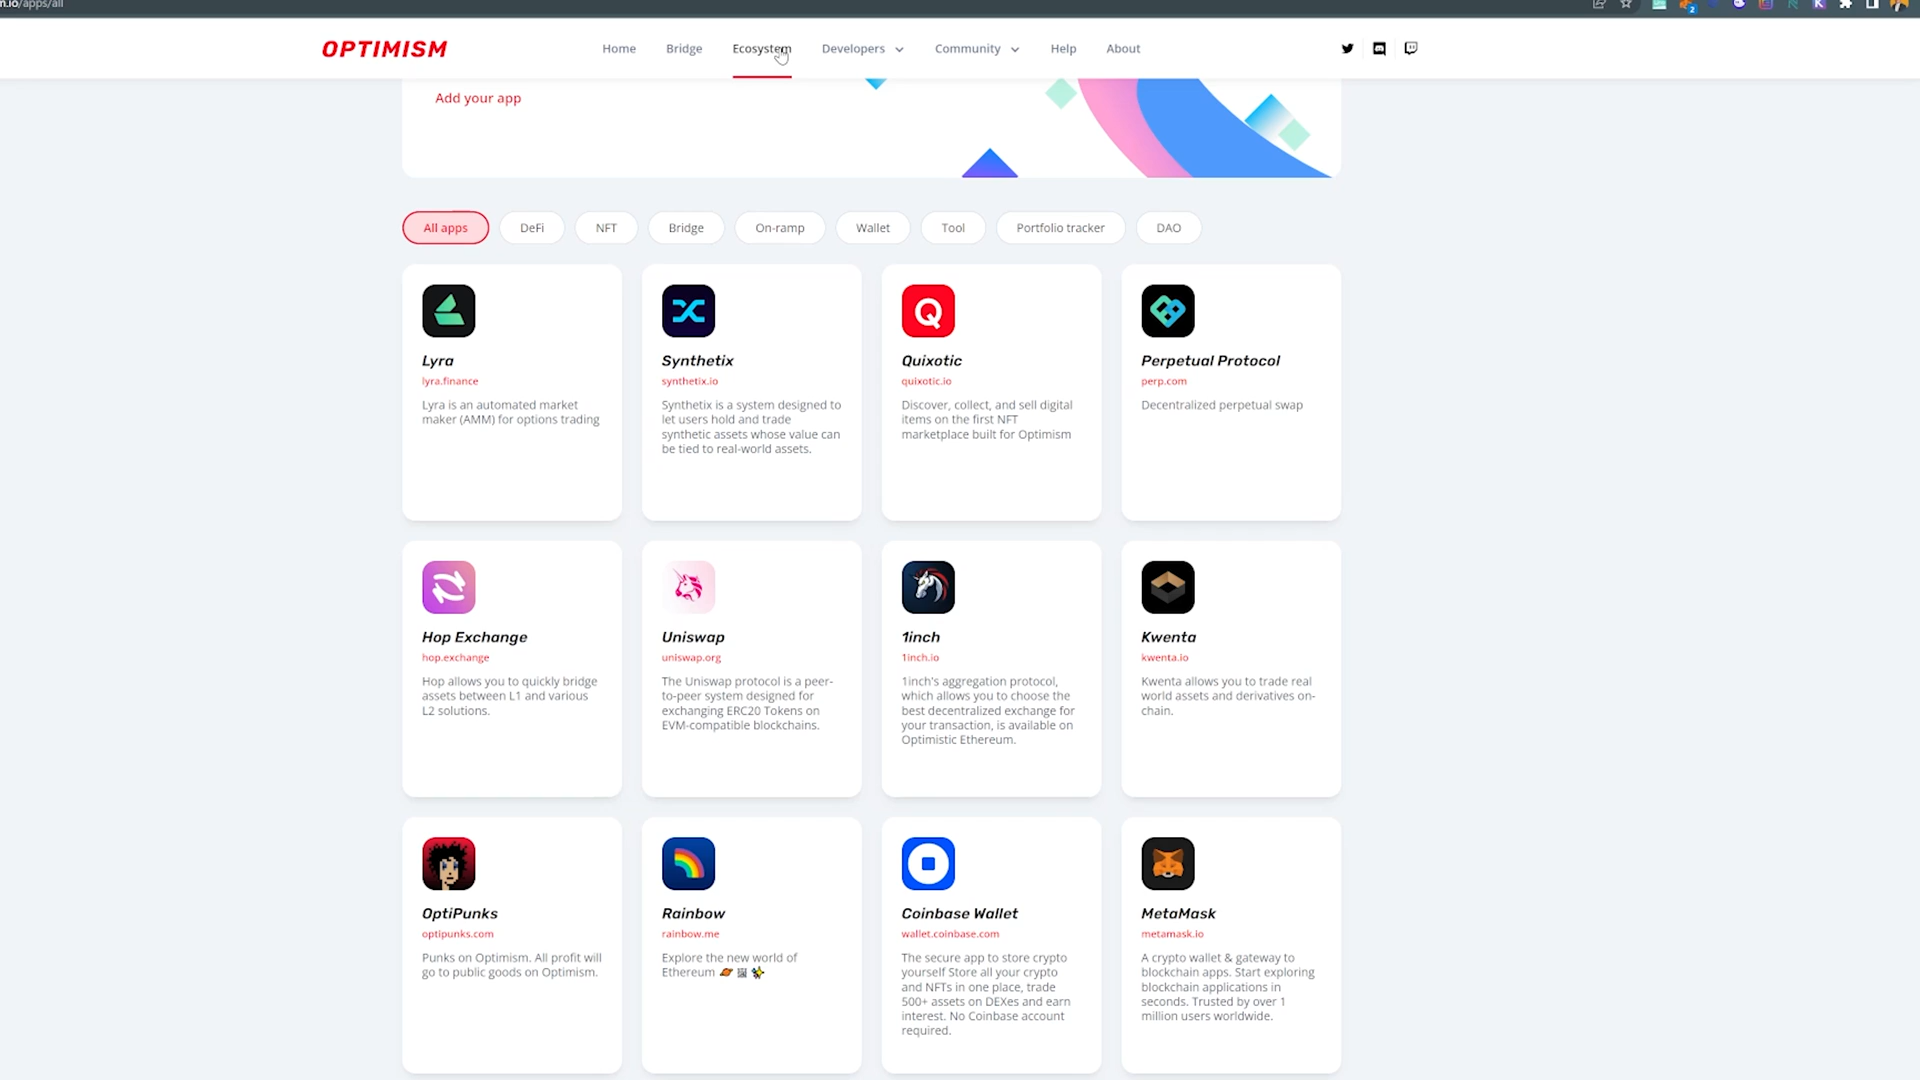 m.io/apps/all
2
OPTIMISM
Home
Bridge
Ecosystem
Developers
Community
Help
About
Add your app
All apps
DeFi
NFT
Bridge
On-ramp
Wallet
Tool
Portfolio tracker
DAO
Lyra
lyra.finance
Lyra is an automated market
maker (AMM) for options trading
Synthetix
synthetix.io
Synthetix is a system designed to
let users hold and trade
synthetic assets whose value can
be tied to real-world assets.
Q
Quixotic
quixotic.io
Discover, collect, and sell digital
items on the first NFT
marketplace built for Optimism
Perpetual Protocol
perp.com
Decentralized perpetual swap
Hop Exchange
hop.exchange
Hop allows you to quickly bridge
assets between L1 and various
L2 solutions.
Uniswap
uniswap.org
The Uniswap protocol is a peer-
to-peer system designed for
exchanging ERC20 Tokens on
EVM-compatible blockchains.
1inch
1inch.io
1inch's aggregation protocol,
which allows you to choose the
best decentralized exchange for
your transaction, is available on
Optimistic Ethereum.
Kwenta
kwenta.io
Kwenta allows you to trade real
world assets and derivatives on-
chain.
OptiPunks
optipunks.com
Punks on Optimism. All profit will
go to public goods on Optimism.
Rainbow
rainbow.me
Explore the new world of
Ethereum
Coinbase Wallet
wallet.coinbase.com
The secure app to store crypto
yourself Store all your crypto
and NFTs in one place, trade
500+ assets on DEXes and earn
interest. No Coinbase account
required.
MetaMask
metamask.io
A crypto wallet & gateway to
blockchain apps. Start exploring
blockchain applications in
seconds. Trusted by over 1
million users worldwide.